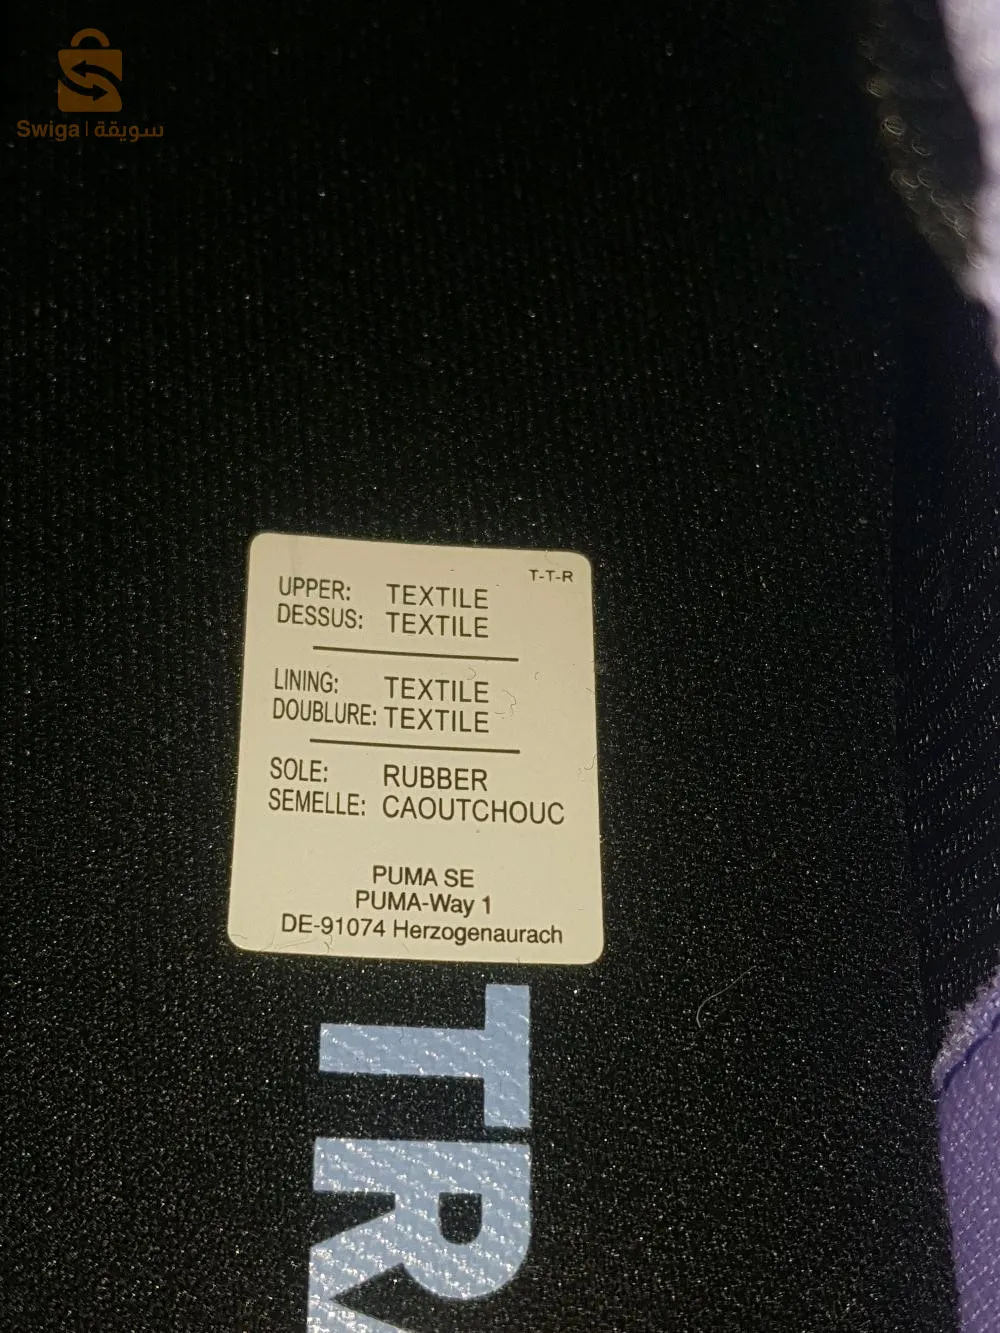 Swiga | سويقة
T-T-R
UPPER: TEXTILE
DESSUS: TEXTILE
LINING: TEXTILE
DOUBLURE: TEXTILE
SOLE: RUBBER
SEMELLE: CAOUTCHOUC
PUMA SE
PUMA-Way 1
DE-91074 Herzogenaurach
TR